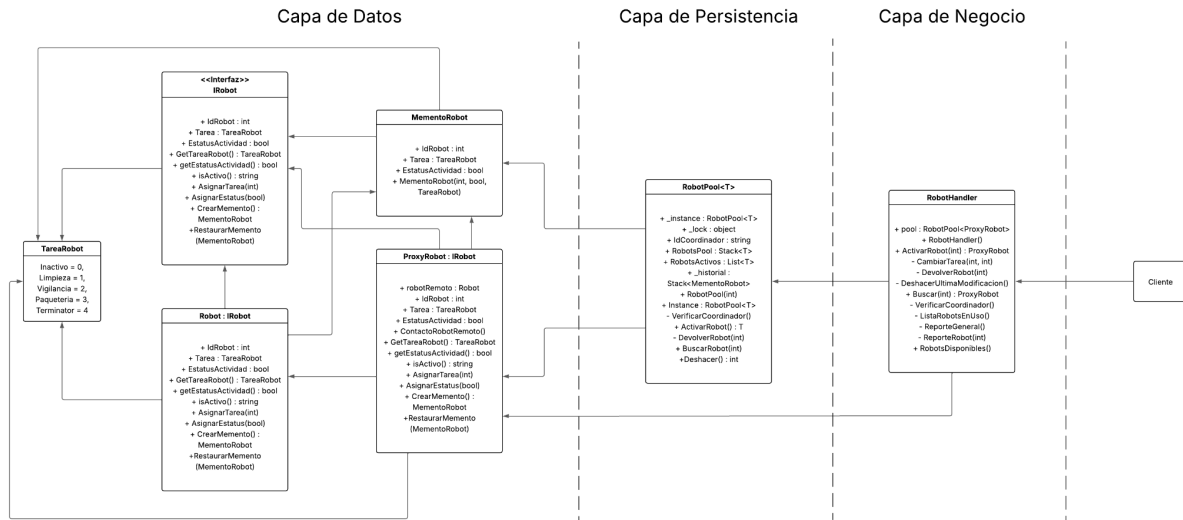 Capa de Datos
Capa de Persistencia
Capa de Negocio
<<Interfaz>>
IRobot
+ IdRobot : int
+ Tarea : TareaRobot
+ EstatusActividad : bool
+ GetTareaRobot() : TareaRobot
+ getEstatusActividad() : bool
+ isActivo() : string
+ AsignarTarea(int)
+ AsignarEstatus(bool)
+ CrearMemento() :
MementoRobot
+RestaurarMemento
(MementoRobot)
MementoRobot
+ IdRobot : int
+ Tarea : TareaRobot
+ EstatusActividad : bool
+ MementoRobot(int, bool,
TareaRobot)
TareaRobot
Inactivo = 0,
Limpieza = 1,
Vigilancia = 2,
Paqueteria = 3,
Terminator = 4
Robot : IRobot
+ IdRobot : int
+ Tarea : TareaRobot
+ EstatusActividad : bool
+ GetTareaRobot() : TareaRobot
+ getEstatusActividad() : bool
+ isActivo() : string
+ AsignarTarea(int)
+ AsignarEstatus(bool)
+ CrearMemento() :
MementoRobot
+RestaurarMemento
(MementoRobot)
ProxyRobot : IRobot
+ robotRemoto : Robot
+ IdRobot : int
+ Tarea : TareaRobot
+ EstatusActividad : bool
+ ContactoRobotRemoto()
+ GetTareaRobot() : TareaRobot
+ getEstatusActividad() : bool
+ isActivo() : string
+ AsignarTarea(int)
+ AsignarEstatus(bool)
+ CrearMemento() :
MementoRobot
+RestaurarMemento
(MementoRobot)
RobotPool<T>
+ _instance : RobotPool<T>
+ _lock : object
+ IdCoordinador : string
+ RobotsPool : Stack<T>
+ RobotsActivos : List<T>
+ _historial :
Stack<MementoRobot>
+ RobotPool(int)
+ Instance : RobotPool<T>
- VerificarCoordinador()
+ ActivarRobot() : T
- DevolverRobot(int)
+ BuscarRobot(int)
+Deshacer() : int
RobotHandler
+ pool : RobotPool<ProxyRobot>
+ RobotHandler()
+ ActivarRobot(int) : ProxyRobot
- CambiarTarea(int, int)
- DevolverRobot(int)
- DeshacerUltimaModificacion()
+ Buscar(int) : ProxyRobot
- VerificarCoordinador()
- ListaRobotsEnUso()
- ReporteGeneral()
- ReporteRobot(int)
+ RobotsDisponibles()
Cliente